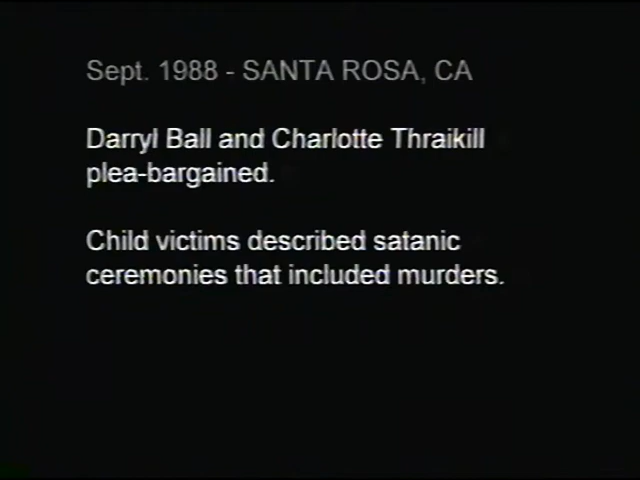 Sept. 1988 - SANTA ROSA, CA
Darryl Ball and Charlotte Thraikill
plea-bargained.
Child victims described satanic
ceremonies that included murders.